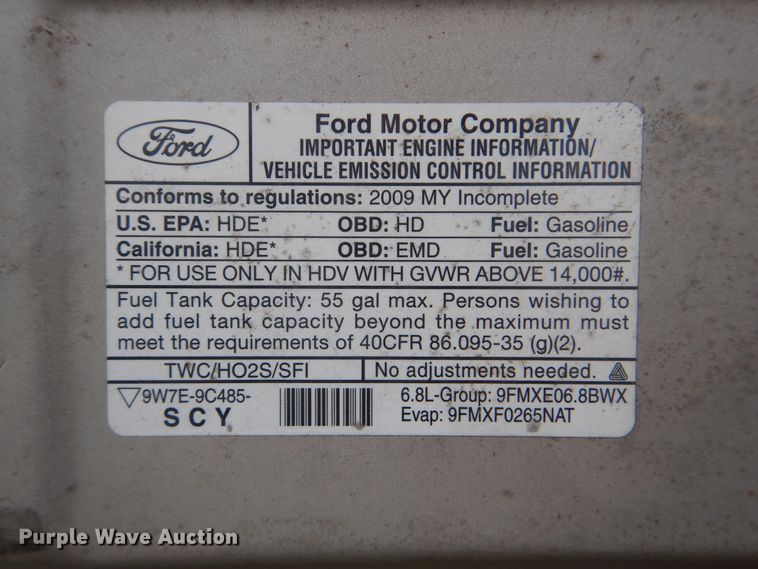 Ford
Ford Motor Company
IMPORTANT ENGINE INFORMATION/
VEHICLE EMISSION CONTROL INFORMATION
Conforms to regulations: 2009 MY Incomplete
U.S. EPA: HDE* OBD: HD Fuel: Gasoline
California: HDE* OBD: EMD Fuel: Gasoline
* FOR USE ONLY IN HDV WITH GVWR ABOVE 14,000#.
Fuel Tank Capacity: 55 gal max. Persons wishing to
add fuel tank capacity beyond the maximum must
meet the requirements of 40CFR 86.095-35 (g)(2).
TWC/HO2S/SFI No adjustments needed.
9W7E-9C485- 6.8L-Group: 9FMXE06.8BWX
SCY Evap: 9FMXF0265NAT
Purple Wave Auction